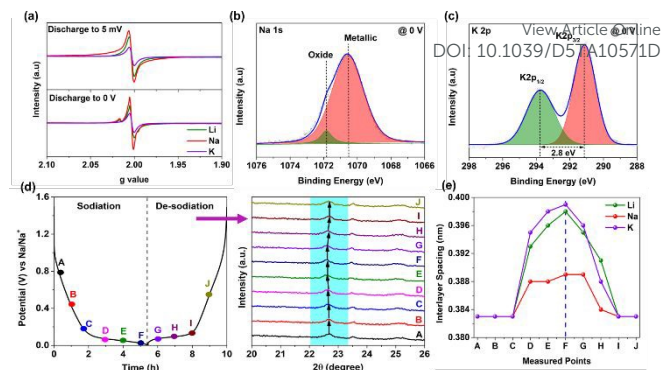 View Article Online
DOI: 10.1039/D5TA10571D
(a)
Discharge to 5 mV
Discharge to 0 V
Li
Na
K
Intensity (a.u)
2.10 2.05 2.00 1.95 1.90
g value
(b)
Na 1s
@ 0 V
Metallic
Oxide
Intensity (a.u)
1076 1074 1072 1070 1068 1066
Binding Energy (eV)
(c)
K 2p
@ 0 V
K2p3/2
K2p1/2
2.8 eV
Intensity (a.u)
298 296 294 292 290 288
Binding Energy (eV)
(d)
Sodiation
De-sodiation
Potential (V) vs Na/Na+
1.6
1.2
0.8
0.4
0.0
A
B
C
D
E
F
G
H
I
J
0 2 4 6 8 10
Time (h)
Intensity (a.u)
J
I
H
G
F
E
D
C
B
A
20 21 22 23 24 25 26
2θ (degree)
(e)
Li
Na
K
Interlayer Spacing (nm)
0.400
0.396
0.392
0.388
0.384
0.380
A B C D E F G H I J
Measured Points